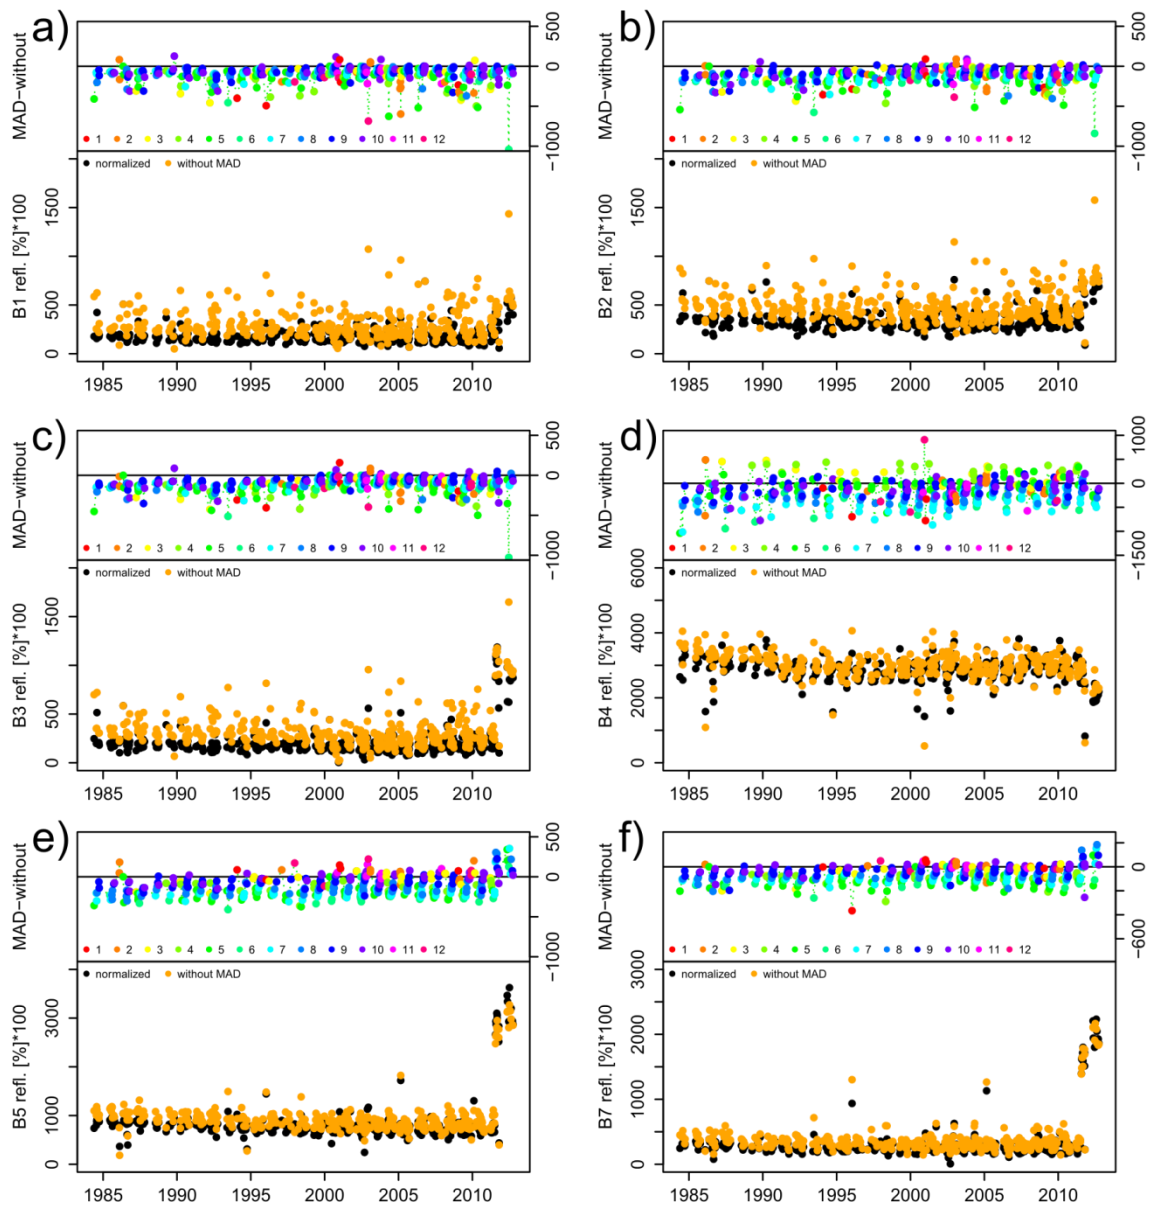 a)
MAD−without
500
0
−1000
1 2 3 4 5 6 7 8 9 10 11 12
normalized without MAD
B1 refl. [%]*100
1500
500
0
1985 1990 1995 2000 2005 2010
b)
MAD−without
500
0
−1000
1 2 3 4 5 6 7 8 9 10 11 12
normalized without MAD
B2 refl. [%]*100
1500
500
0
1985 1990 1995 2000 2005 2010
c)
MAD−without
500
0
−1000
1 2 3 4 5 6 7 8 9 10 11 12
normalized without MAD
B3 refl. [%]*100
1500
500
0
1985 1990 1995 2000 2005 2010
d)
MAD−without
1000
0
−1500
1 2 3 4 5 6 7 8 9 10 11 12
normalized without MAD
B4 refl. [%]*100
6000
4000
2000
0
1985 1990 1995 2000 2005 2010
e)
MAD−without
500
0
−1000
1 2 3 4 5 6 7 8 9 10 11 12
normalized without MAD
B5 refl. [%]*100
3000
1000
0
1985 1990 1995 2000 2005 2010
f)
MAD−without
0
−600
1 2 3 4 5 6 7 8 9 10 11 12
normalized without MAD
B7 refl. [%]*100
3000
2000
1000
0
1985 1990 1995 2000 2005 2010